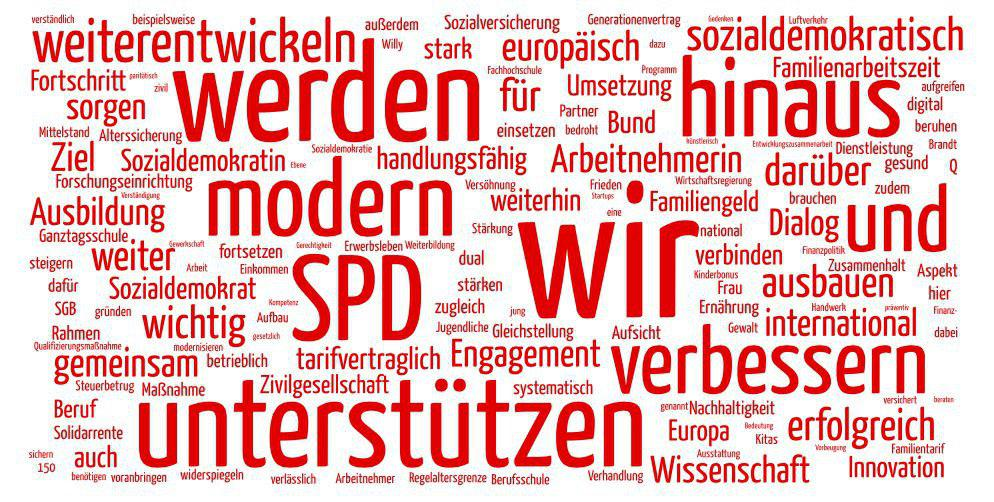 verständlich beispielsweise außerdem Sozialversicherung Generationenvertrag Gedenken Luftverkehr
weiterentwickeln Willy stark europäisch dazu sozialdemokratisch
Fortschritt paritätisch zivil werden Fachhochschule für Umsetzung Programm hinaus Familienarbeitszeit aufgreifen
sorgen einsetzen Partner bedroht Bund digital
Mittelstand Alterssicherung künstlerisch beruhen
Ziel Sozialdemokratin Ebene Sozialdemokratie handlungsfähig Arbeitnehmerin Entwicklungszusammenarbeit Dienstleistung Brandt
darüber gesund Q
Forschungseinrichtung Verständigung modern Versöhnung weiterhin Frieden Startups Wirtschaftsregierung Familiengeld zudem
Ausbildung eine brauchen Dialog und
Ganztagsschule Gewerkschaft fortsetzen Gerechtigkeit Erwerbsleben Weiterbildung Stärkung wir national
steigern weiter Arbeit Einkommen SPD dual verbinden Finanzpolitik Zusammenhalt Aspekt
dafür Sozialdemokrat stärken Kinderbonus Frau ausbauen hier
SGB gründen Kompetenz Aufbau zugleich jung Ernährung Handwerk präventiv Finanz-
Rahmen wichtig gesetzlich Jugendliche Gleichstellung Aufsicht Gewalt international dabei
Qualifizierungsmaßnahme modernisieren
gemeinsam betrieblich tarifvertraglich Engagement verbessern
Steuerbetrug Maßnahme Zivilgesellschaft systematisch versichert beraten
Beruf unterstützen genannt Nachhaltigkeit erfolgreich
Solidarrente Europa Bedeutung Kitas
sichern auch Ausstattung Vorbeugung Familientarif
150 benötigen voranbringen widerspiegeln verlässlich Arbeitnehmer Regelaltersgrenze Berufsschule Verhandlung Wissenschaft Innovation